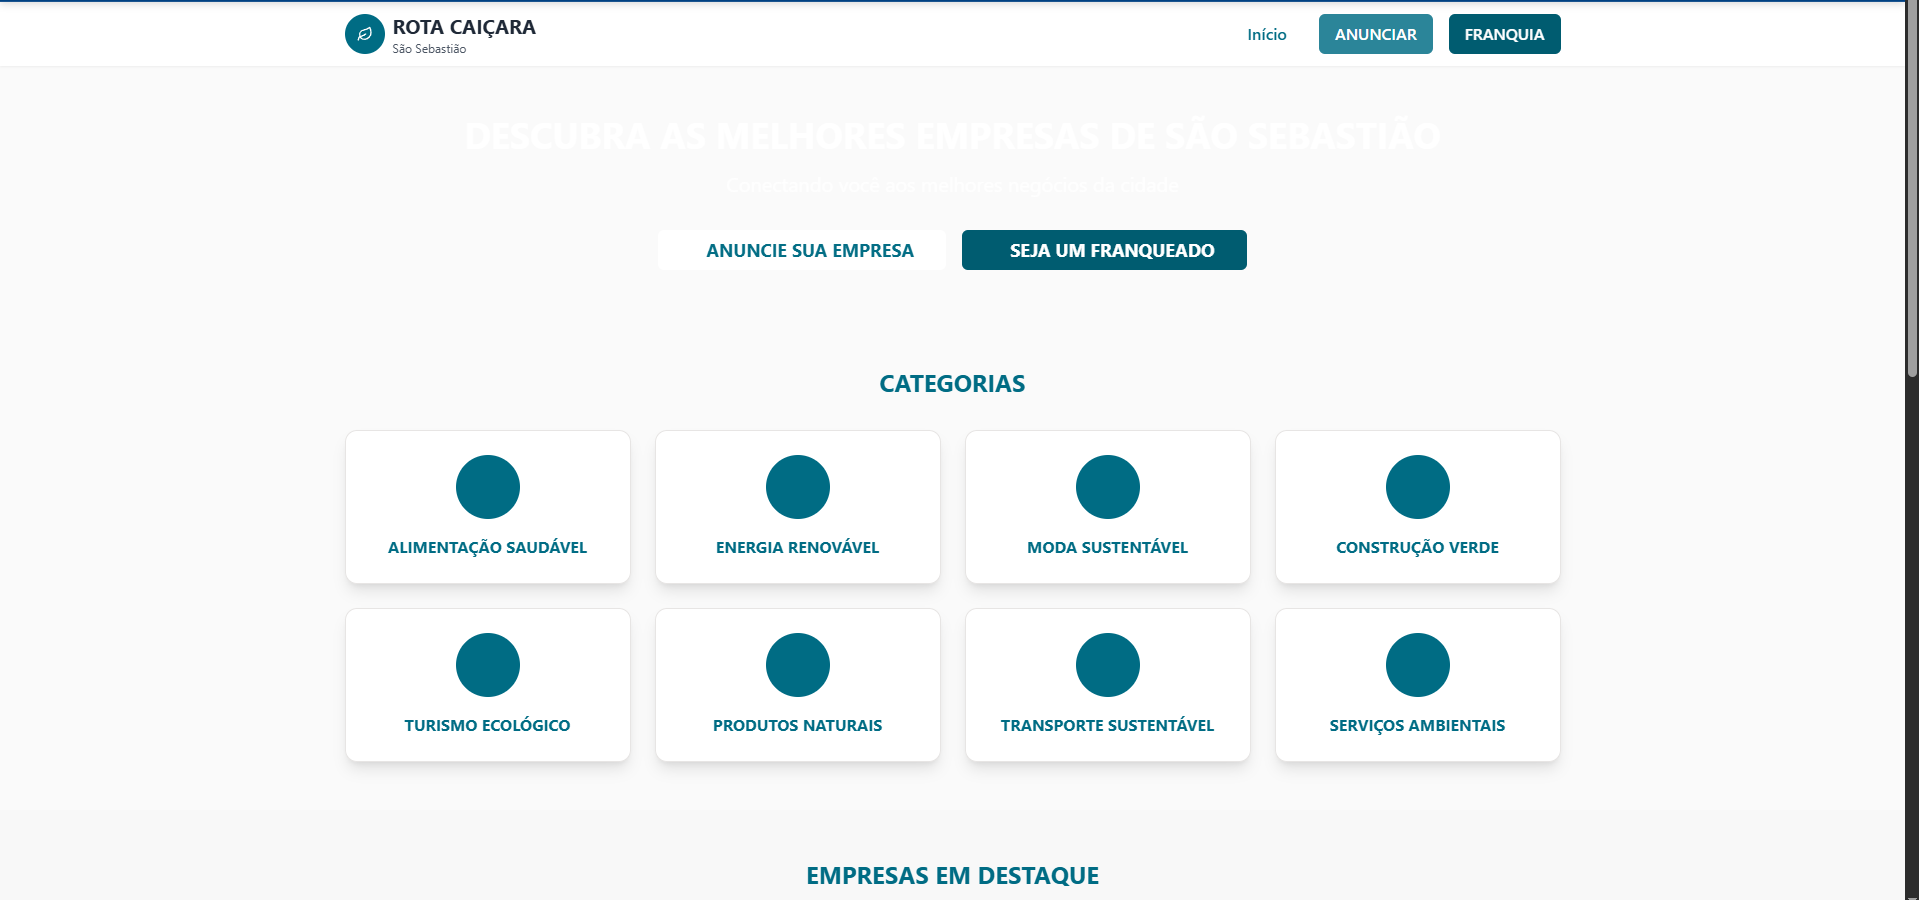 ROTA CAIÇARA
São Sebastião
Início
ANUNCIAR
FRANQUIA
DESCUBRA AS MELHORES EMPRESAS DE SÃO SEBASTIÃO
Conectando você aos melhores negócios da cidade
ANUNCIE SUA EMPRESA
SEJA UM FRANQUEADO
CATEGORIAS
ALIMENTAÇÃO SAUDÁVEL
ENERGIA RENOVÁVEL
MODA SUSTENTÁVEL
CONSTRUÇÃO VERDE
TURISMO ECOLÓGICO
PRODUTOS NATURAIS
TRANSPORTE SUSTENTÁVEL
SERVIÇOS AMBIENTAIS
EMPRESAS EM DESTAQUE